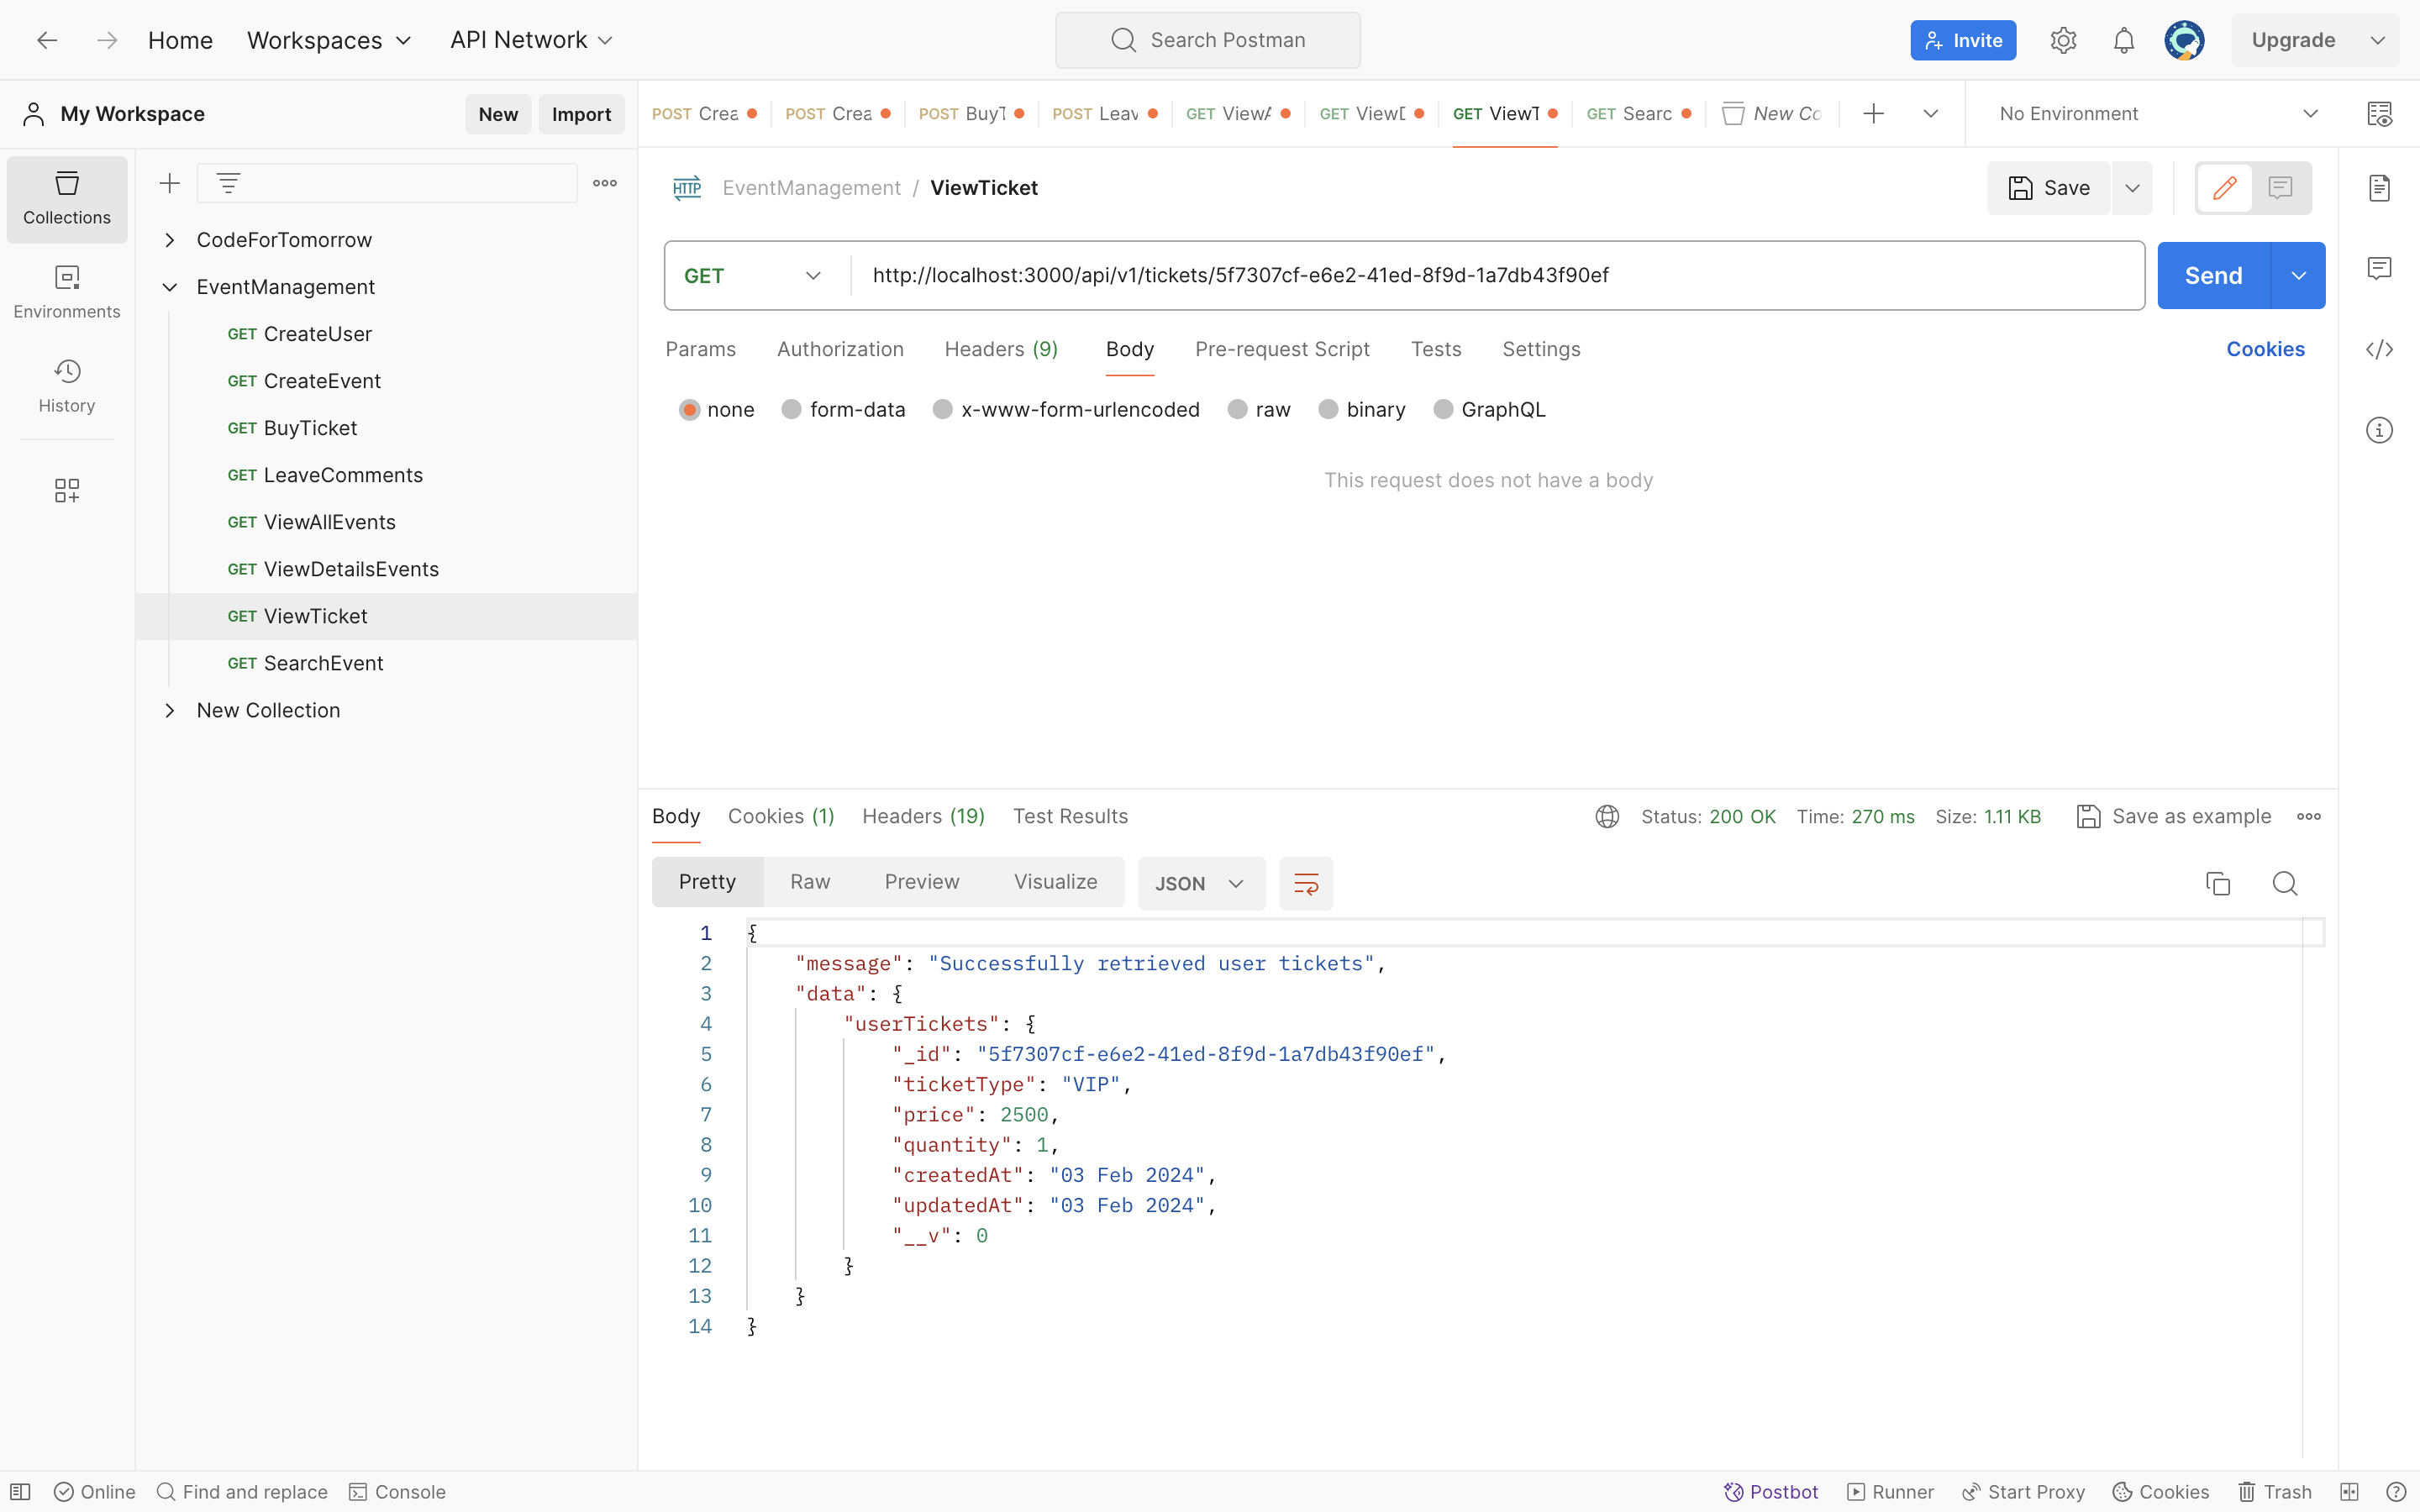 Home Workspaces API Network Search Postman Invite Upgrade
My Workspace New Import
POST Crea POST Crea POST BuyT POST Leav GET ViewA GET ViewD GET ViewT GET Searc New Co No Environment
Collections
Environments
History
CodeForTomorrow
EventManagement
GET CreateUser
GET CreateEvent
GET BuyTicket
GET LeaveComments
GET ViewAllEvents
GET ViewDetailsEvents
GET ViewTicket
GET SearchEvent
New Collection
HTTP EventManagement / ViewTicket Save
GET http://localhost:3000/api/v1/tickets/5f7307cf-e6e2-41ed-8f9d-1a7db43f90ef Send
Params Authorization Headers (9) Body Pre-request Script Tests Settings Cookies
none form-data x-www-form-urlencoded raw binary GraphQL
This request does not have a body
Body Cookies (1) Headers (19) Test Results Status: 200 OK Time: 270 ms Size: 1.11 KB Save as example
Pretty Raw Preview Visualize JSON
1 {
2 "message": "Successfully retrieved user tickets",
3 "data": {
4 "userTickets": {
5 "_id": "5f7307cf-e6e2-41ed-8f9d-1a7db43f90ef",
6 "ticketType": "VIP",
7 "price": 2500,
8 "quantity": 1,
9 "createdAt": "03 Feb 2024",
10 "updatedAt": "03 Feb 2024",
11 "__v": 0
12 }
13 }
14 }
Online Find and replace Console Postbot Runner Start Proxy Cookies Trash